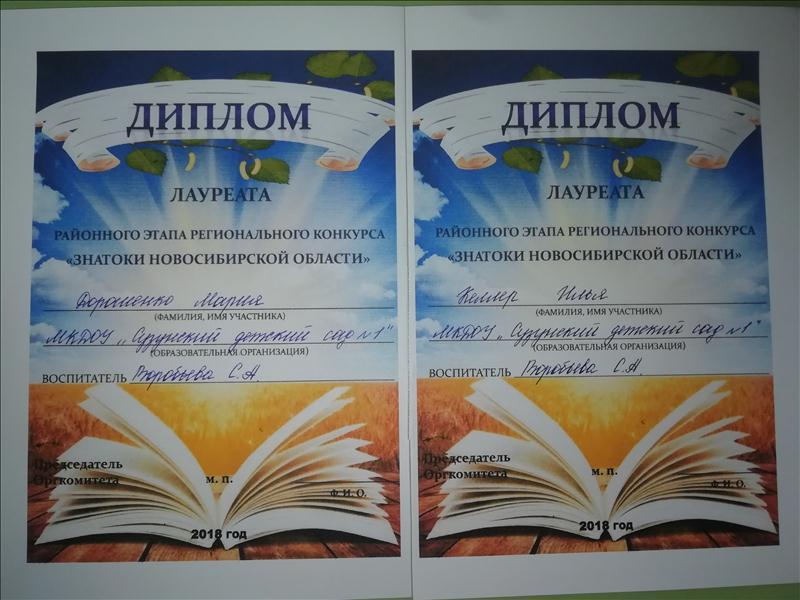 ДИПЛОМ
ЛАУРЕАТА
РАЙОННОГО ЭТАПА РЕГИОНАЛЬНОГО КОНКУРСА
«ЗНАТОКИ НОВОСИБИРСКОЙ ОБЛАСТИ»
Дорошенко Мария
(ФАМИЛИЯ, ИМЯ УЧАСТНИКА)
МКДОУ „Сузунский детский сад №1"
(ОБРАЗОВАТЕЛЬНАЯ ОРГАНИЗАЦИЯ)
ВОСПИТАТЕЛЬ Воробьева С.А.
Председатель
Оргкомитета
м. п.
Ф.И.О.
2018 год
ДИПЛОМ
ЛАУРЕАТА
РАЙОННОГО ЭТАПА РЕГИОНАЛЬНОГО КОНКУРСА
«ЗНАТОКИ НОВОСИБИРСКОЙ ОБЛАСТИ»
Келлер Илья
(ФАМИЛИЯ, ИМЯ УЧАСТНИКА)
МКДОУ „Сузунский детский сад №1"
(ОБРАЗОВАТЕЛЬНАЯ ОРГАНИЗАЦИЯ)
ВОСПИТАТЕЛЬ Воробьева С.А.
Председатель
Оргкомитета
м. п.
Ф.И.О.
2018 год